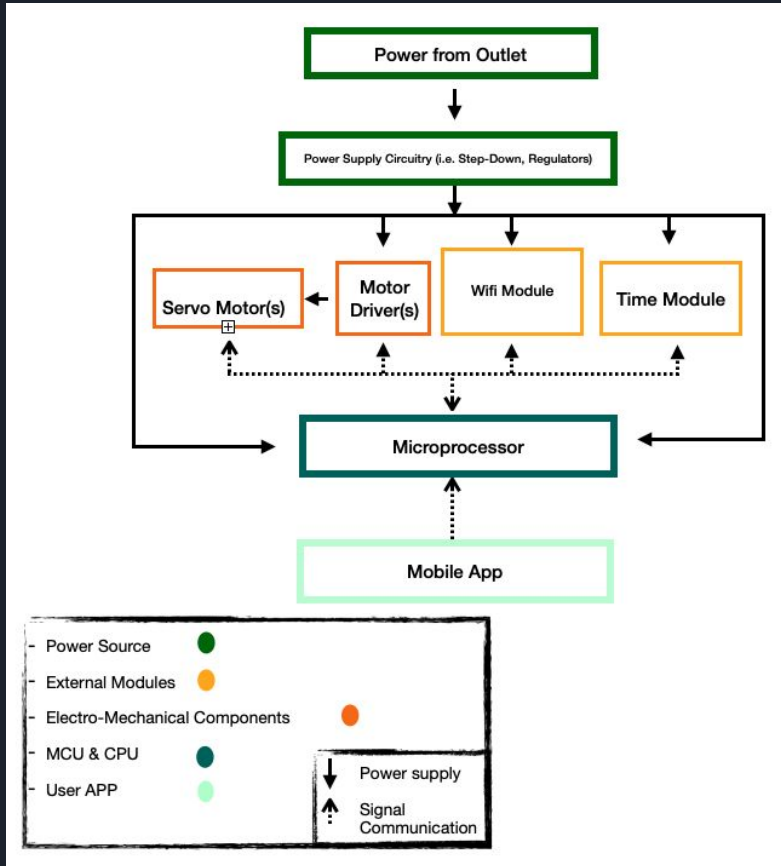 Power from Outlet
Power Supply Circuitry (i.e. Step-Down, Regulators)
Servo Motor(s)
Motor
Driver(s)
Wifi Module
Time Module
Microprocessor
Mobile App
- Power Source
- External Modules
- Electro-Mechanical Components
- MCU & CPU
- User APP
Power supply
Signal
Communication